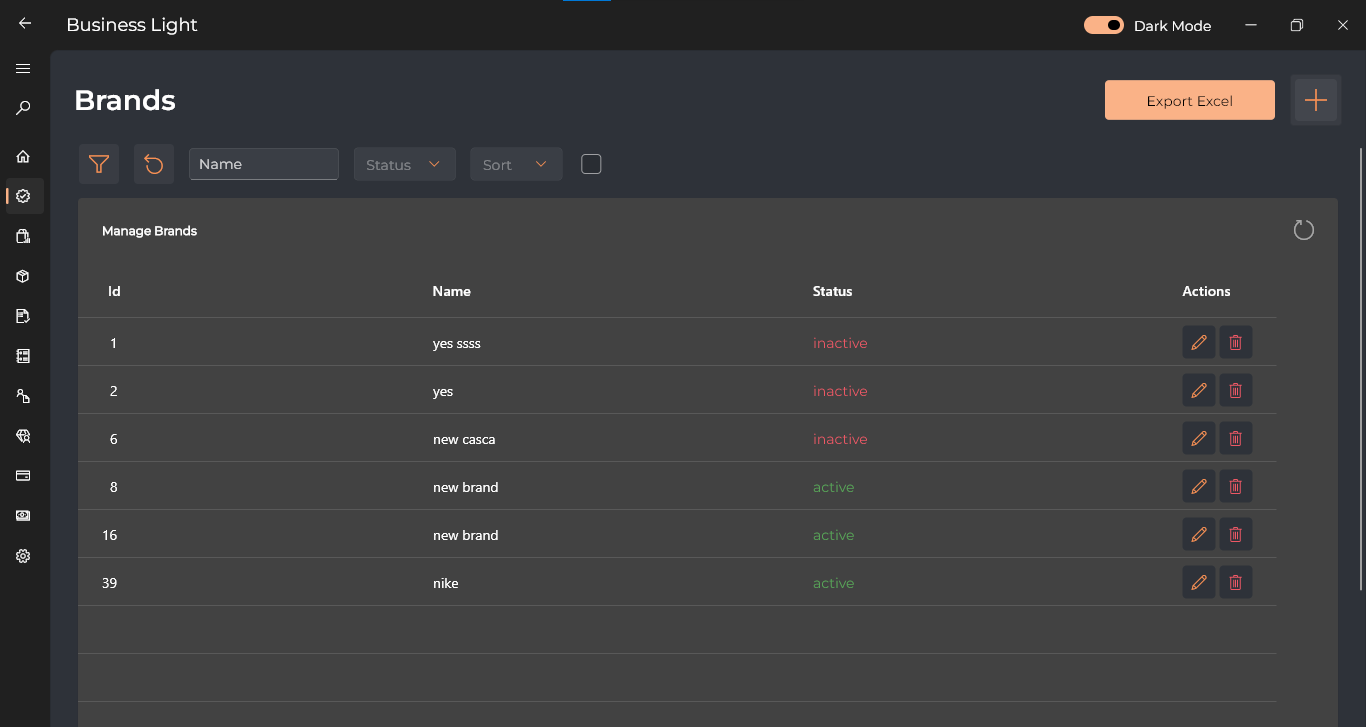 Business Light
Dark Mode
Brands
Export Excel
Name
Status
Sort
Manage Brands
Id Name Status Actions
1 yes ssss inactive
2 yes inactive
6 new casca inactive
8 new brand active
16 new brand active
39 nike active